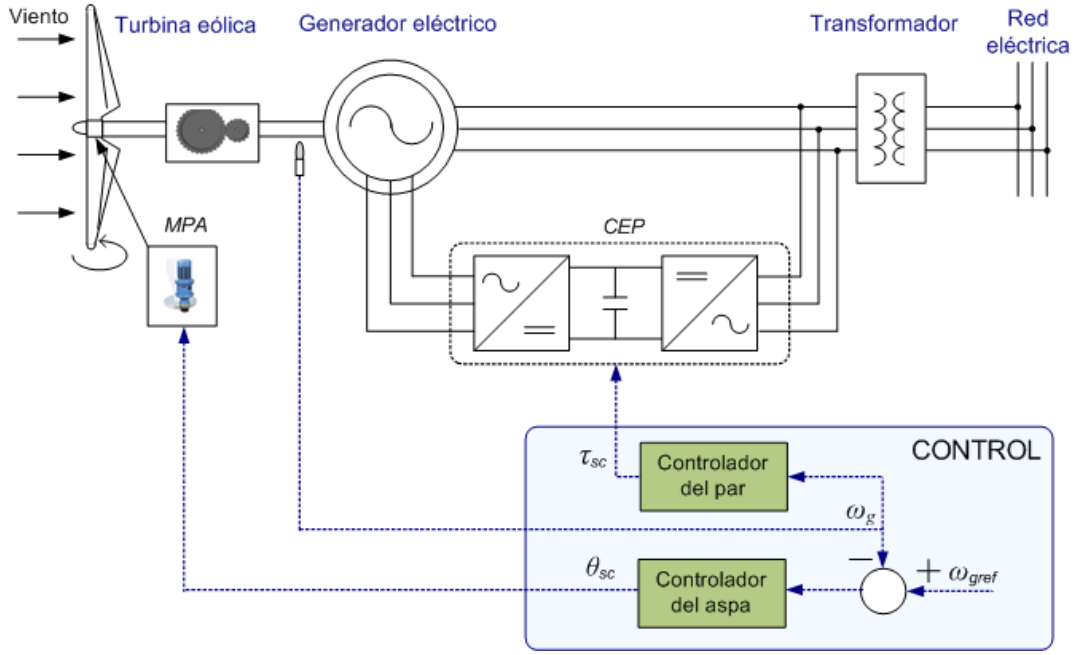 Viento
Turbina eólica
Generador eléctrico
Transformador
Red
eléctrica
MPA
CEP
CONTROL
τsc
Controlador
del par
ωg
θsc
Controlador
del aspa
−
+ ωgref